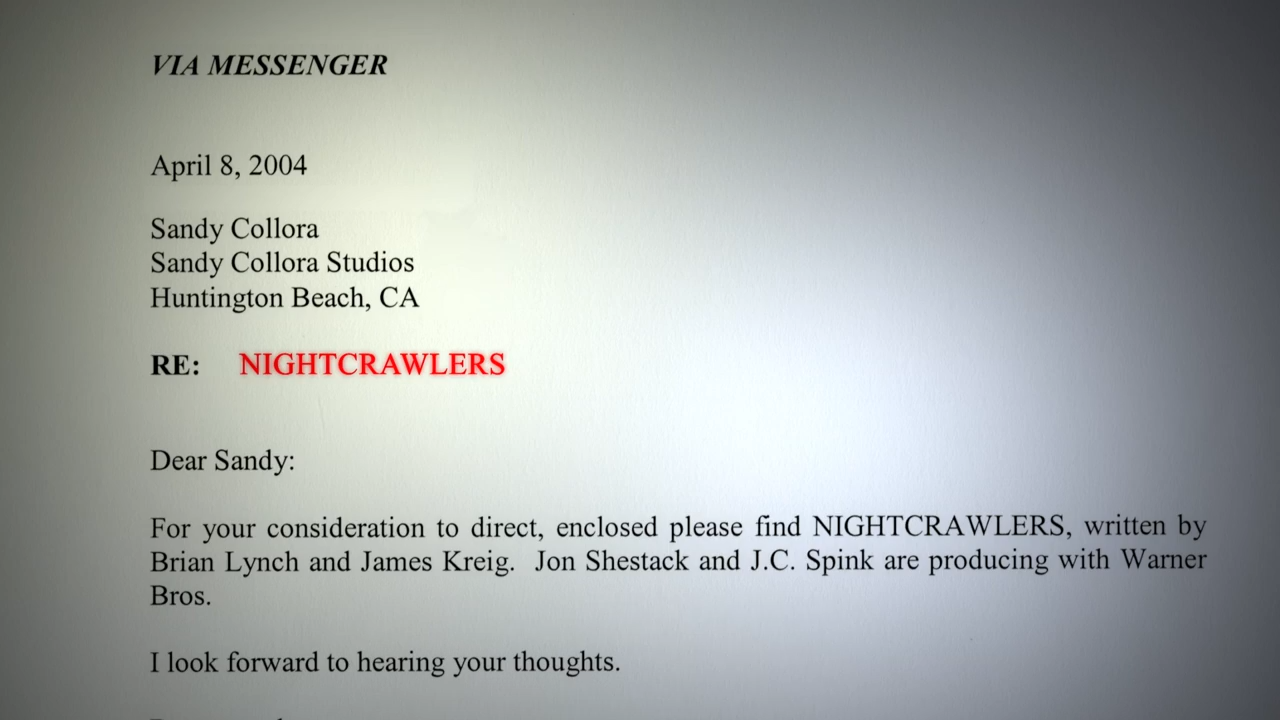 VIA MESSENGER
April 8, 2004
Sandy Collora
Sandy Collora Studios
Huntington Beach, CA
RE: NIGHTCRAWLERS
Dear Sandy:
For your consideration to direct, enclosed please find NIGHTCRAWLERS, written by
Brian Lynch and James Kreig. Jon Shestack and J.C. Spink are producing with Warner
Bros.
I look forward to hearing your thoughts.